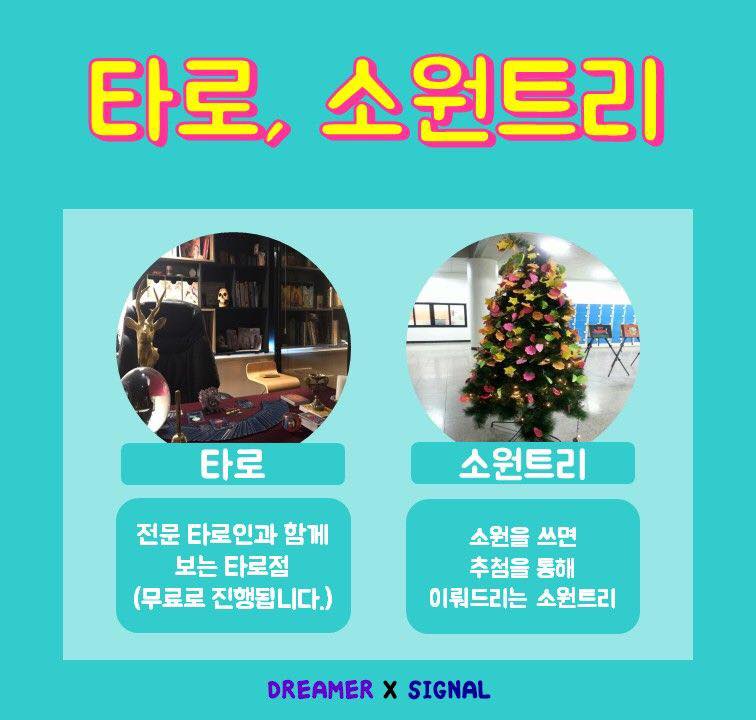 타로, 소원트리
타로
전문 타로인과 함께
보는 타로점
(무료로 진행됩니다.)
소원트리
소원을 쓰면
추첨을 통해
이뤄드리는 소원트리
DREAMER X SIGNAL